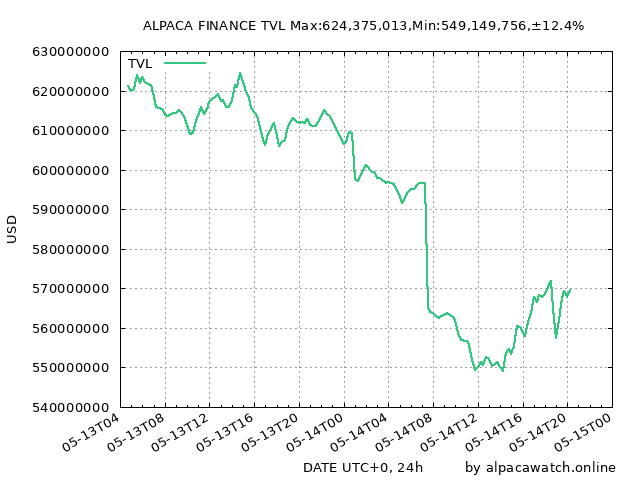 ALPACA FINANCE TVL Max:624,375,013,Min:549,149,756,±12.4%
TVL
630000000
620000000
610000000
600000000
590000000
580000000
570000000
560000000
550000000
540000000
USD
05-13T04
05-13T08
05-13T12
05-13T16
05-13T20
05-14T00
05-14T04
05-14T08
05-14T12
05-14T16
05-14T20
05-15T00
DATE UTC+0, 24h
by alpacawatch.online